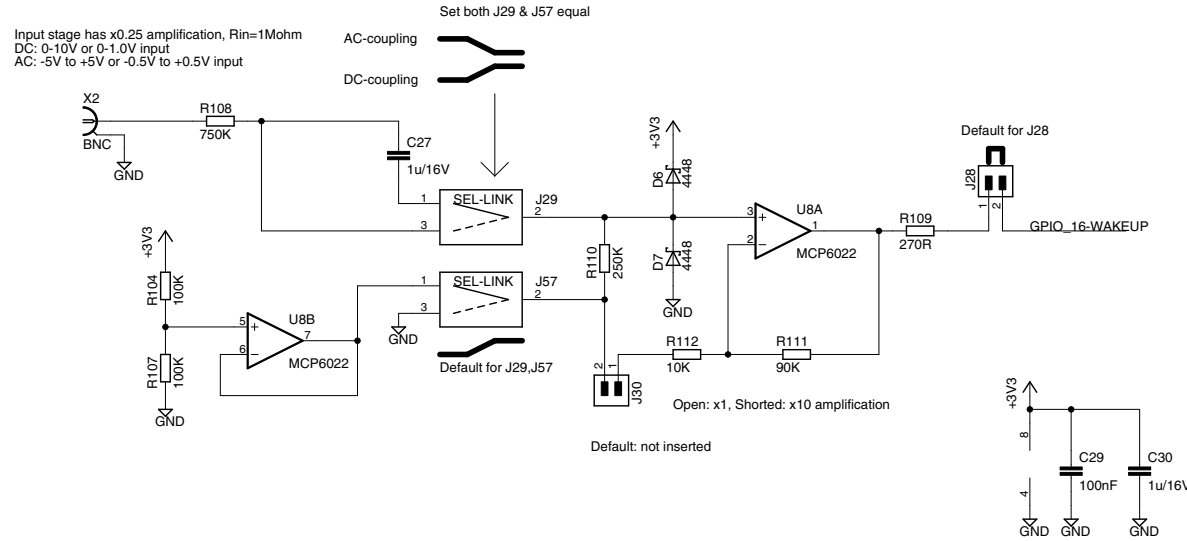 Set both J29 & J57 equal
Input stage has x0.25 amplification, Rin=1Mohm
DC: 0-10V or 0-1.0V input
AC: -5V to +5V or -0.5V to +0.5V input
AC-coupling
DC-coupling
X2
BNC
GND
R108
750K
C27
1u/16V
SEL-LINK
J29
1
3
2
+3V3
D6
4448
D7
4448
GND
R110
250K
3
2
1
U8A
MCP6022
R109
270R
Default for J28
J28
1
2
GPIO_16-WAKEUP
+3V3
R104
100K
R107
100K
GND
U8B
5
6
7
MCP6022
SEL-LINK
J57
1
3
2
GND
Default for J29,J57
R112
10K
R111
90K
2
1
J30
Open: x1, Shorted: x10 amplification
Default: not inserted
+3V3
8
4
C29
100nF
C30
1u/16V
GND
GND
GND